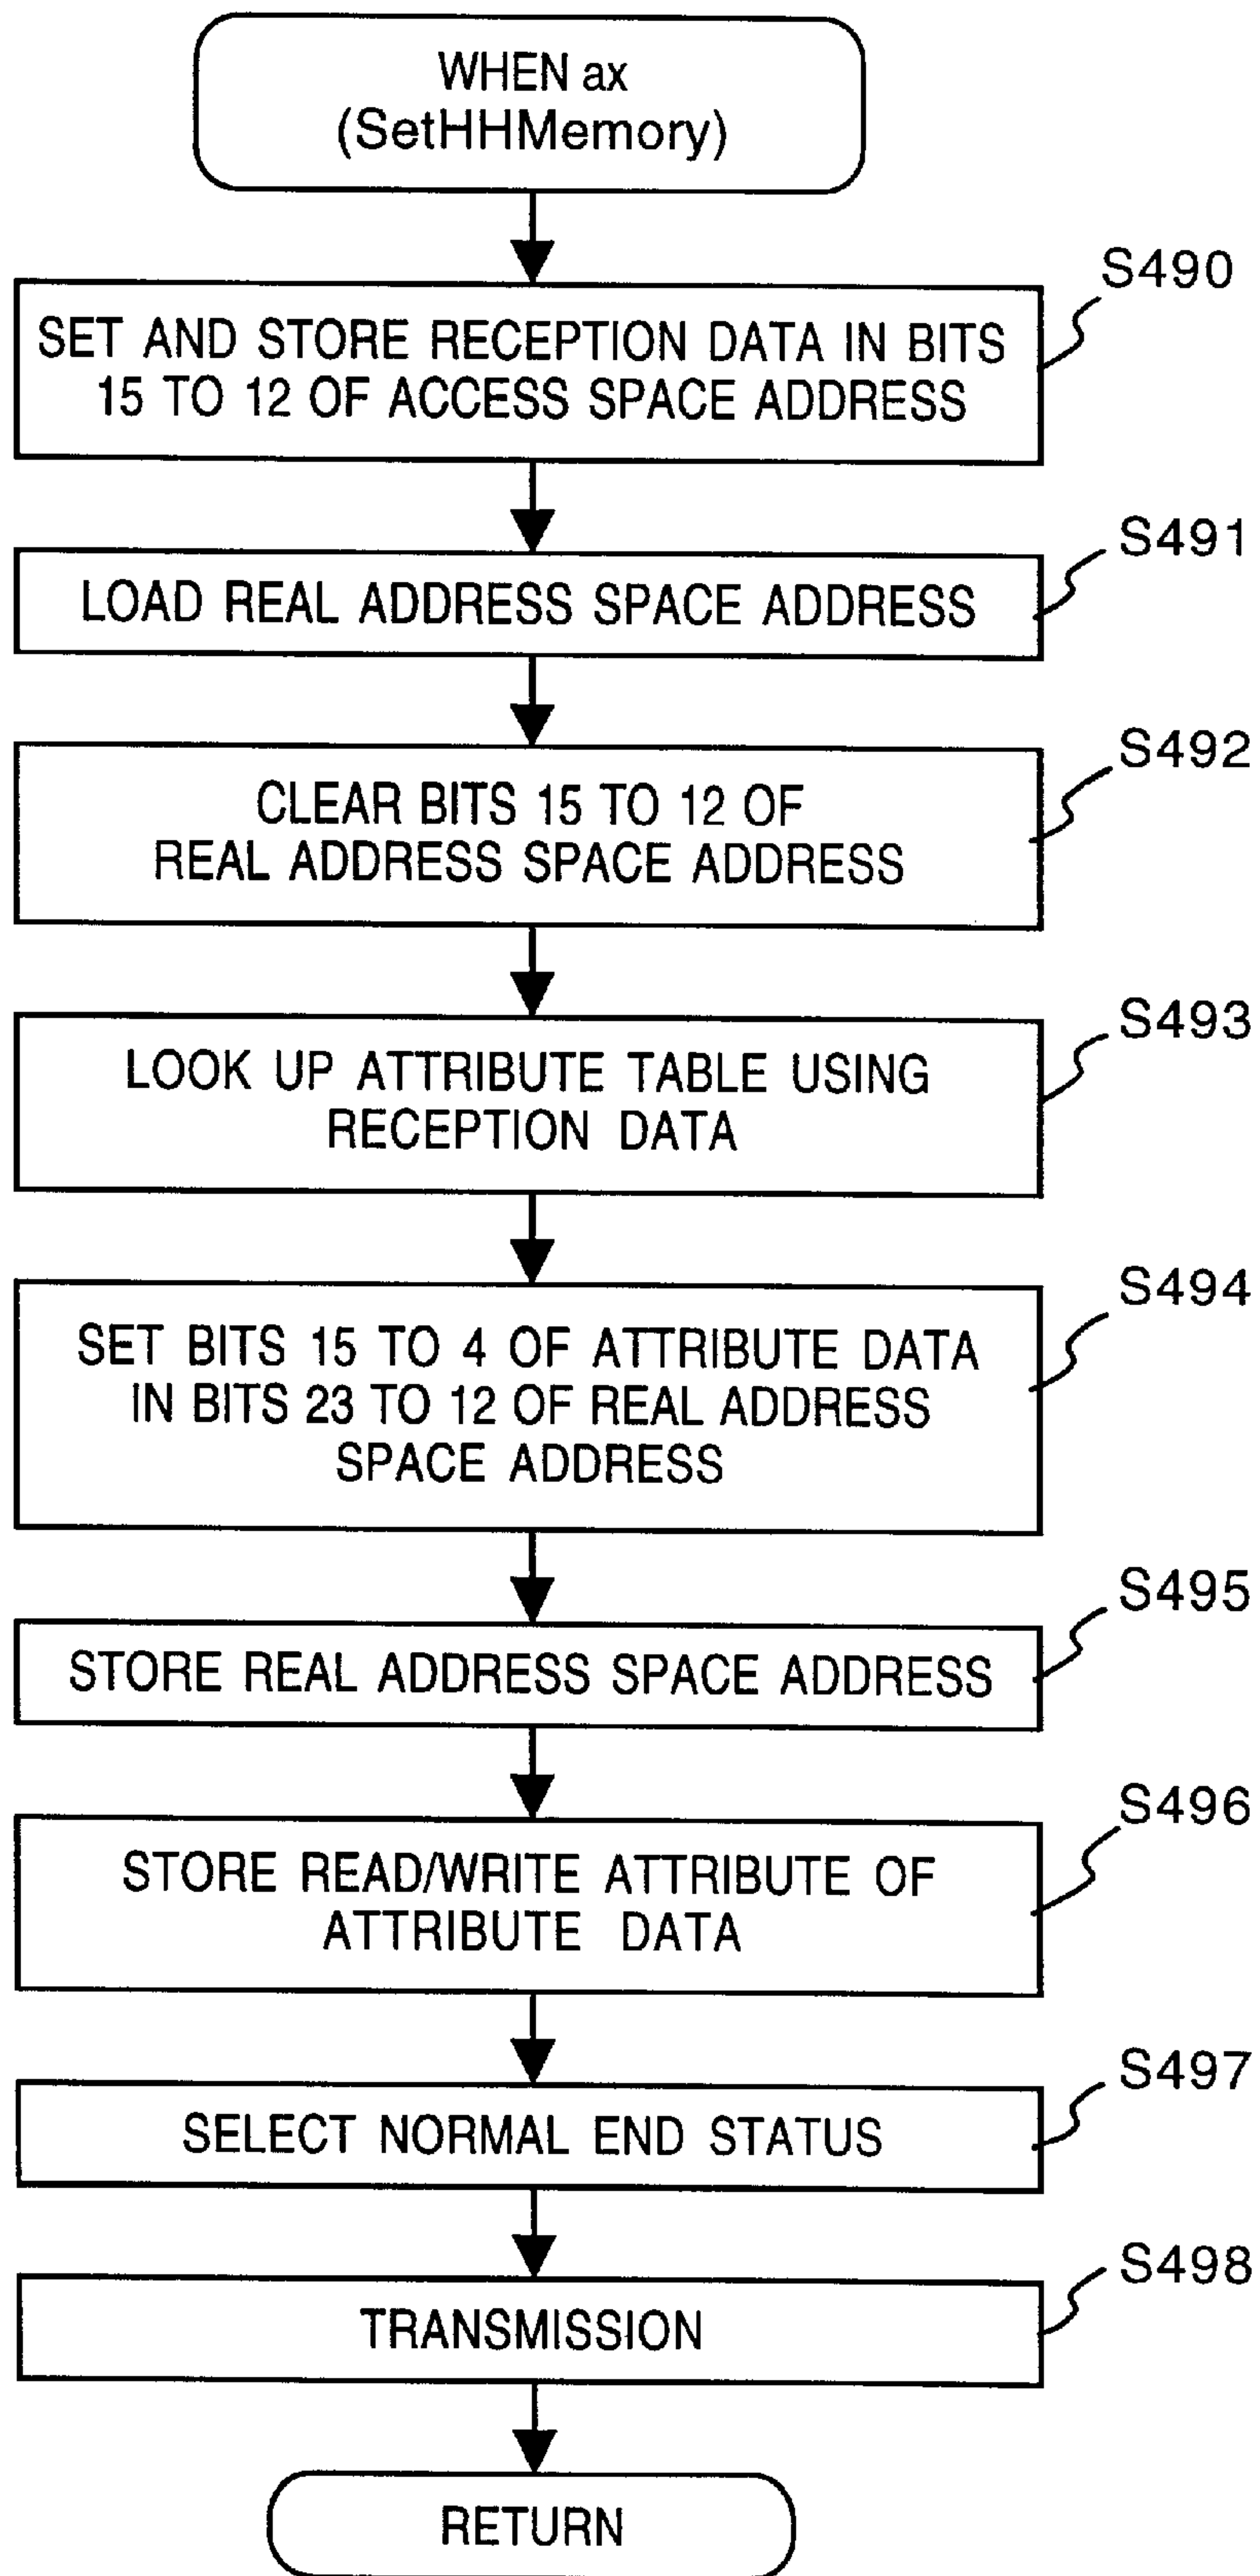 WHEN ax
(SetHHMemory)
S490
SET AND STORE RECEPTION DATA IN BITS
15 TO 12 OF ACCESS SPACE ADDRESS
S491
LOAD REAL ADDRESS SPACE ADDRESS
S492
CLEAR BITS 15 TO 12 OF
REAL ADDRESS SPACE ADDRESS
S493
LOOK UP ATTRIBUTE TABLE USING
RECEPTION DATA
S494
SET BITS 15 TO 4 OF ATTRIBUTE DATA
IN BITS 23 TO 12 OF REAL ADDRESS
SPACE ADDRESS
S495
STORE REAL ADDRESS SPACE ADDRESS
S496
STORE READ/WRITE ATTRIBUTE OF
ATTRIBUTE DATA
S497
SELECT NORMAL END STATUS
S498
TRANSMISSION
RETURN